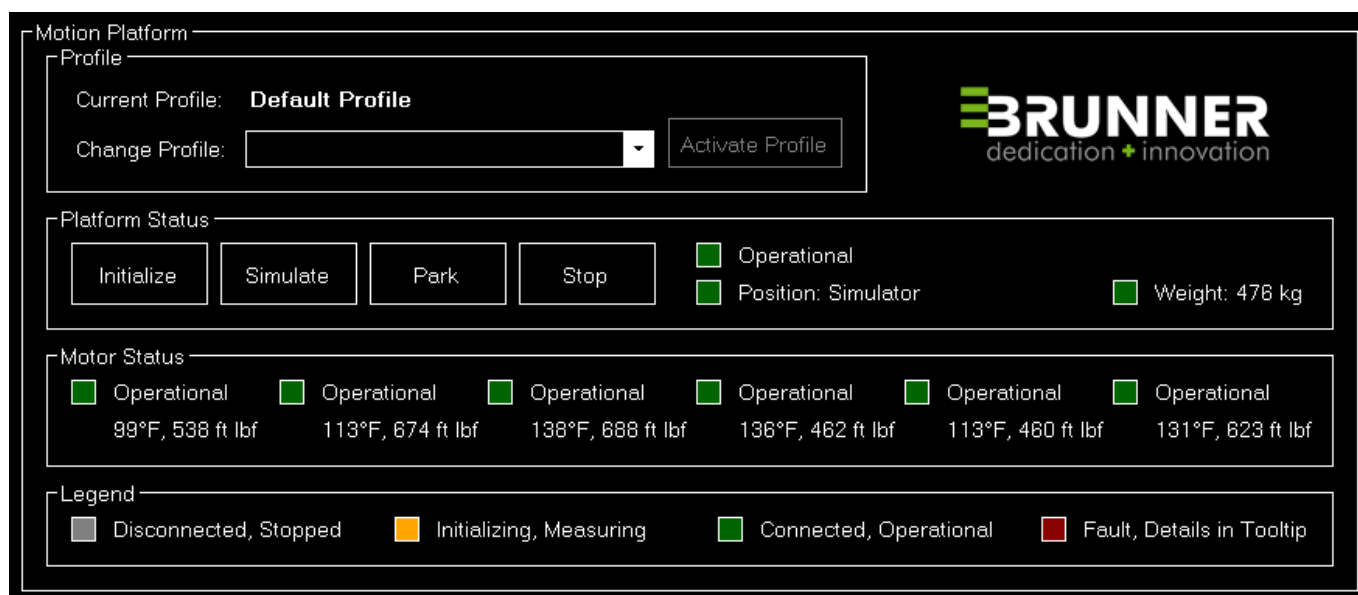 Motion Platform
Profile
Current Profile: Default Profile
Change Profile: Activate Profile
BRUNNER
dedication + innovation
Platform Status
Initialize Simulate Park Stop
Operational
Position: Simulator Weight: 476 kg
Motor Status
Operational Operational Operational Operational Operational Operational
99°F, 538 ft lbf 113°F, 674 ft lbf 138°F, 688 ft lbf 136°F, 462 ft lbf 113°F, 460 ft lbf 131°F, 623 ft lbf
Legend
Disconnected, Stopped Initializing, Measuring Connected, Operational Fault, Details in Tooltip